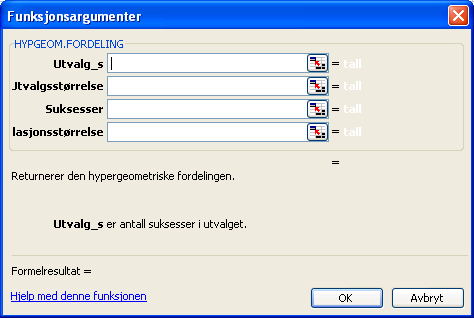 Funksjonsargumenter
HYPGEOM.FORDELING
Utvalg_s = tall
Jtvalgsstørrelse = tall
Suksesser = tall
lasjonsstørrelse = tall
=
Returnerer den hypergeometriske fordelingen.
Utvalg_s er antall suksesser i utvalget.
Formelresultat =
Hjelp med denne funksjonen OK Avbryt